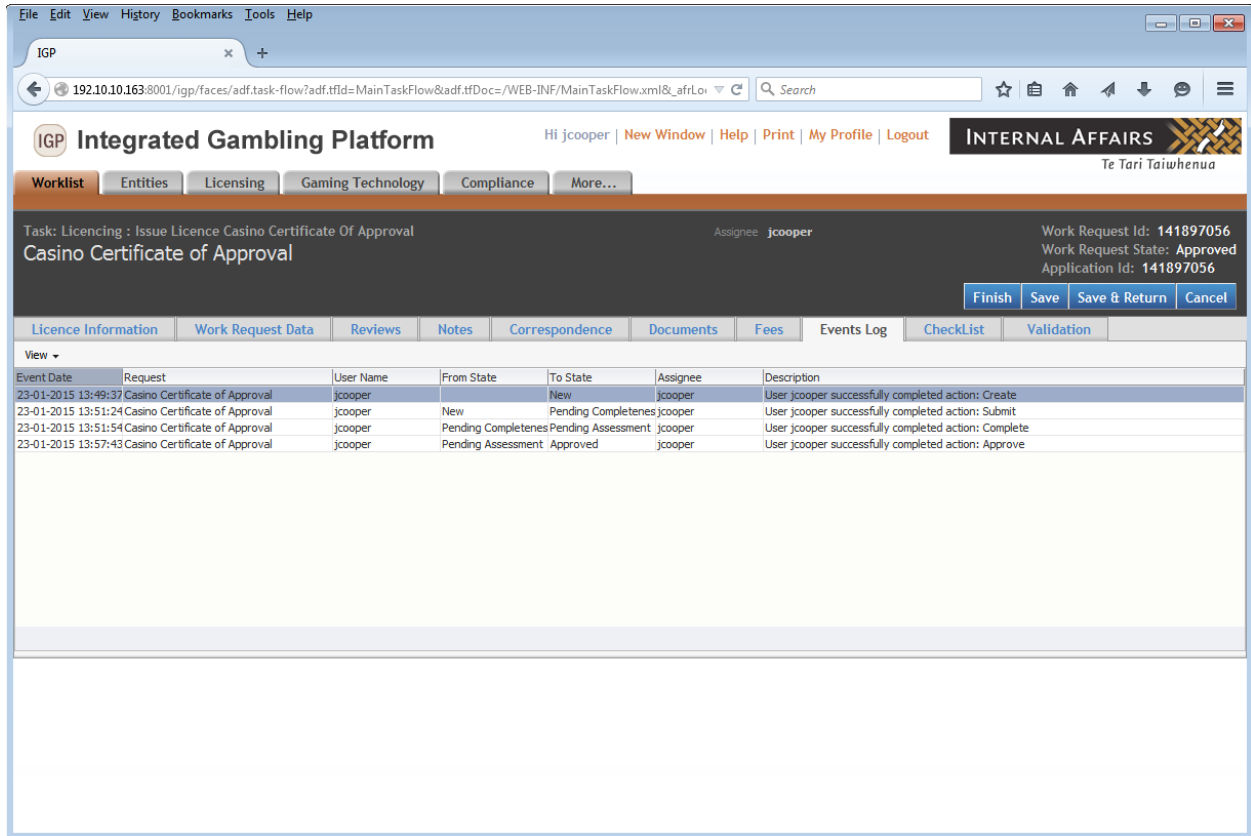 File Edit View History Bookmarks Tools Help
IGP × +
192.10.10.163:8001/igp/faces/adf.task-flow?adf.tfId=MainTaskFlow&adf.tfDoc=/WEB-INF/MainTaskFlow.xml&_afrLo Search
IGP Integrated Gambling Platform Hi jcooper | New Window | Help | Print | My Profile | Logout INTERNAL AFFAIRS
Te Tari Taiwhenua
Worklist Entities Licensing Gaming Technology Compliance More...
Task: Licencing : Issue Licence Casino Certificate Of Approval Assignee jcooper Work Request Id: 141897056
Casino Certificate of Approval Work Request State: Approved
Application Id: 141897056
Finish Save Save & Return Cancel
Licence Information Work Request Data Reviews Notes Correspondence Documents Fees Events Log CheckList Validation
View
Event Date Request User Name From State To State Assignee Description
23-01-2015 13:49:37 Casino Certificate of Approval jcooper New jcooper User jcooper successfully completed action: Create
23-01-2015 13:51:24 Casino Certificate of Approval jcooper New Pending Completenes jcooper User jcooper successfully completed action: Submit
23-01-2015 13:51:54 Casino Certificate of Approval jcooper Pending Completenes Pending Assessment jcooper User jcooper successfully completed action: Complete
23-01-2015 13:57:43 Casino Certificate of Approval jcooper Pending Assessment Approved jcooper User jcooper successfully completed action: Approve